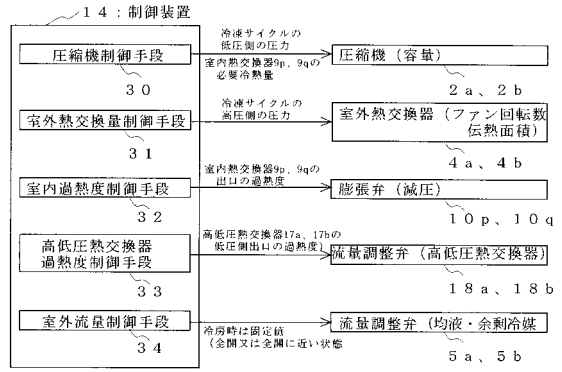 １４：制御装置
圧縮機制御手段
３０
冷凍サイクルの
低圧側の圧力
室内熱交換器9p、9qの
必要冷熱量
圧縮機（容量）
２ａ、２ｂ
室外熱交換量制御手段
３１
冷凍サイクルの
高圧側の圧力
室外熱交換器（ファン回転数
伝熱面積）
４ａ、４ｂ
室内過熱度制御手段
３２
室内熱交換器9p、9qの
出口の過熱度
膨張弁（減圧）
１０ｐ、１０ｑ
高低圧熱交換器
過熱度制御手段
３３
高低圧熱交換器17a、17bの
低圧側出口の過熱度）
流量調整弁（高低圧熱交換器）
１８ａ、１８ｂ
室外流量制御手段
３４
冷房時は固定値
（全開又は全開に近い状態
流量調整弁（均液・余剰冷媒
５ａ、５ｂ